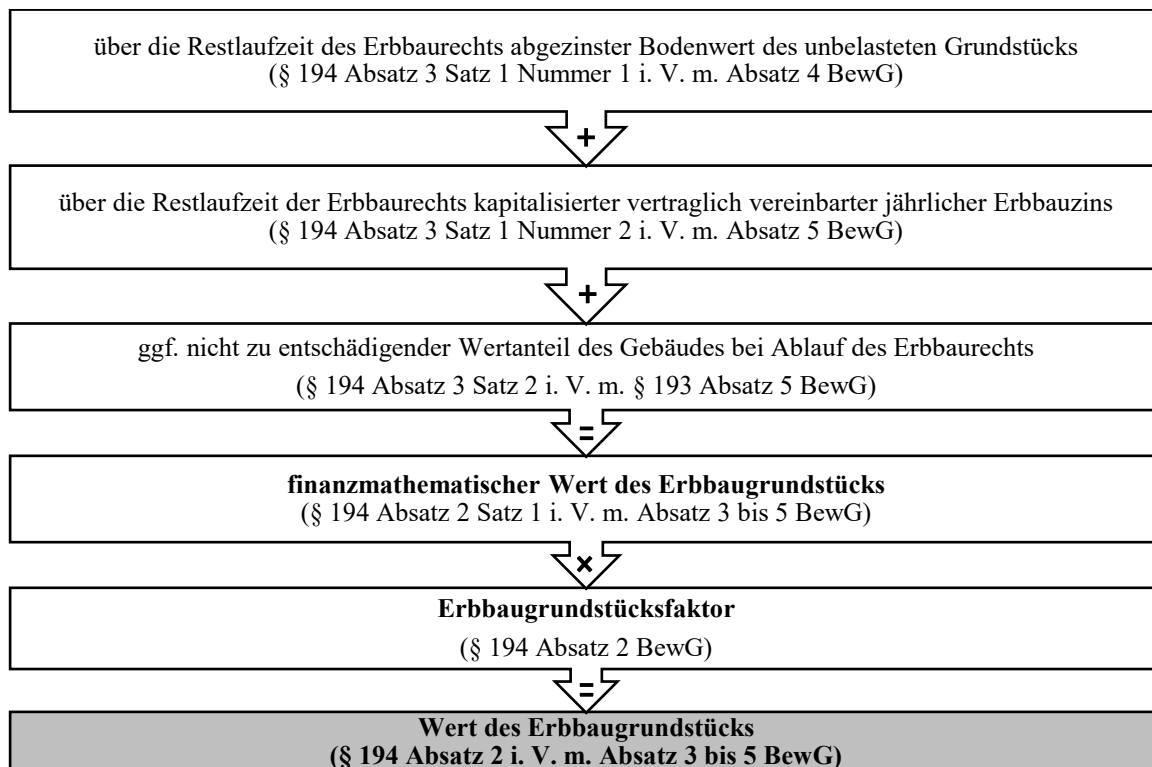 über die Restlaufzeit des Erbbaurechts abgezinster Bodenwert des unbelasteten Grundstücks
(§ 194 Absatz 3 Satz 1 Nummer 1 i. V. m. Absatz 4 BewG)
+
über die Restlaufzeit der Erbbaurechts kapitalisierter vertraglich vereinbarter jährlicher Erbbauzins
(§ 194 Absatz 3 Satz 1 Nummer 2 i. V. m. Absatz 5 BewG)
+
ggf. nicht zu entschädigender Wertanteil des Gebäudes bei Ablauf des Erbbaurechts
(§ 194 Absatz 3 Satz 2 i. V. m. § 193 Absatz 5 BewG)
=
finanzmathematischer Wert des Erbbaugrundstücks
(§ 194 Absatz 2 Satz 1 i. V. m. Absatz 3 bis 5 BewG)
×
Erbbaugrundstücksfaktor
(§ 194 Absatz 2 BewG)
=
Wert des Erbbaugrundstücks
(§ 194 Absatz 2 i. V. m. Absatz 3 bis 5 BewG)